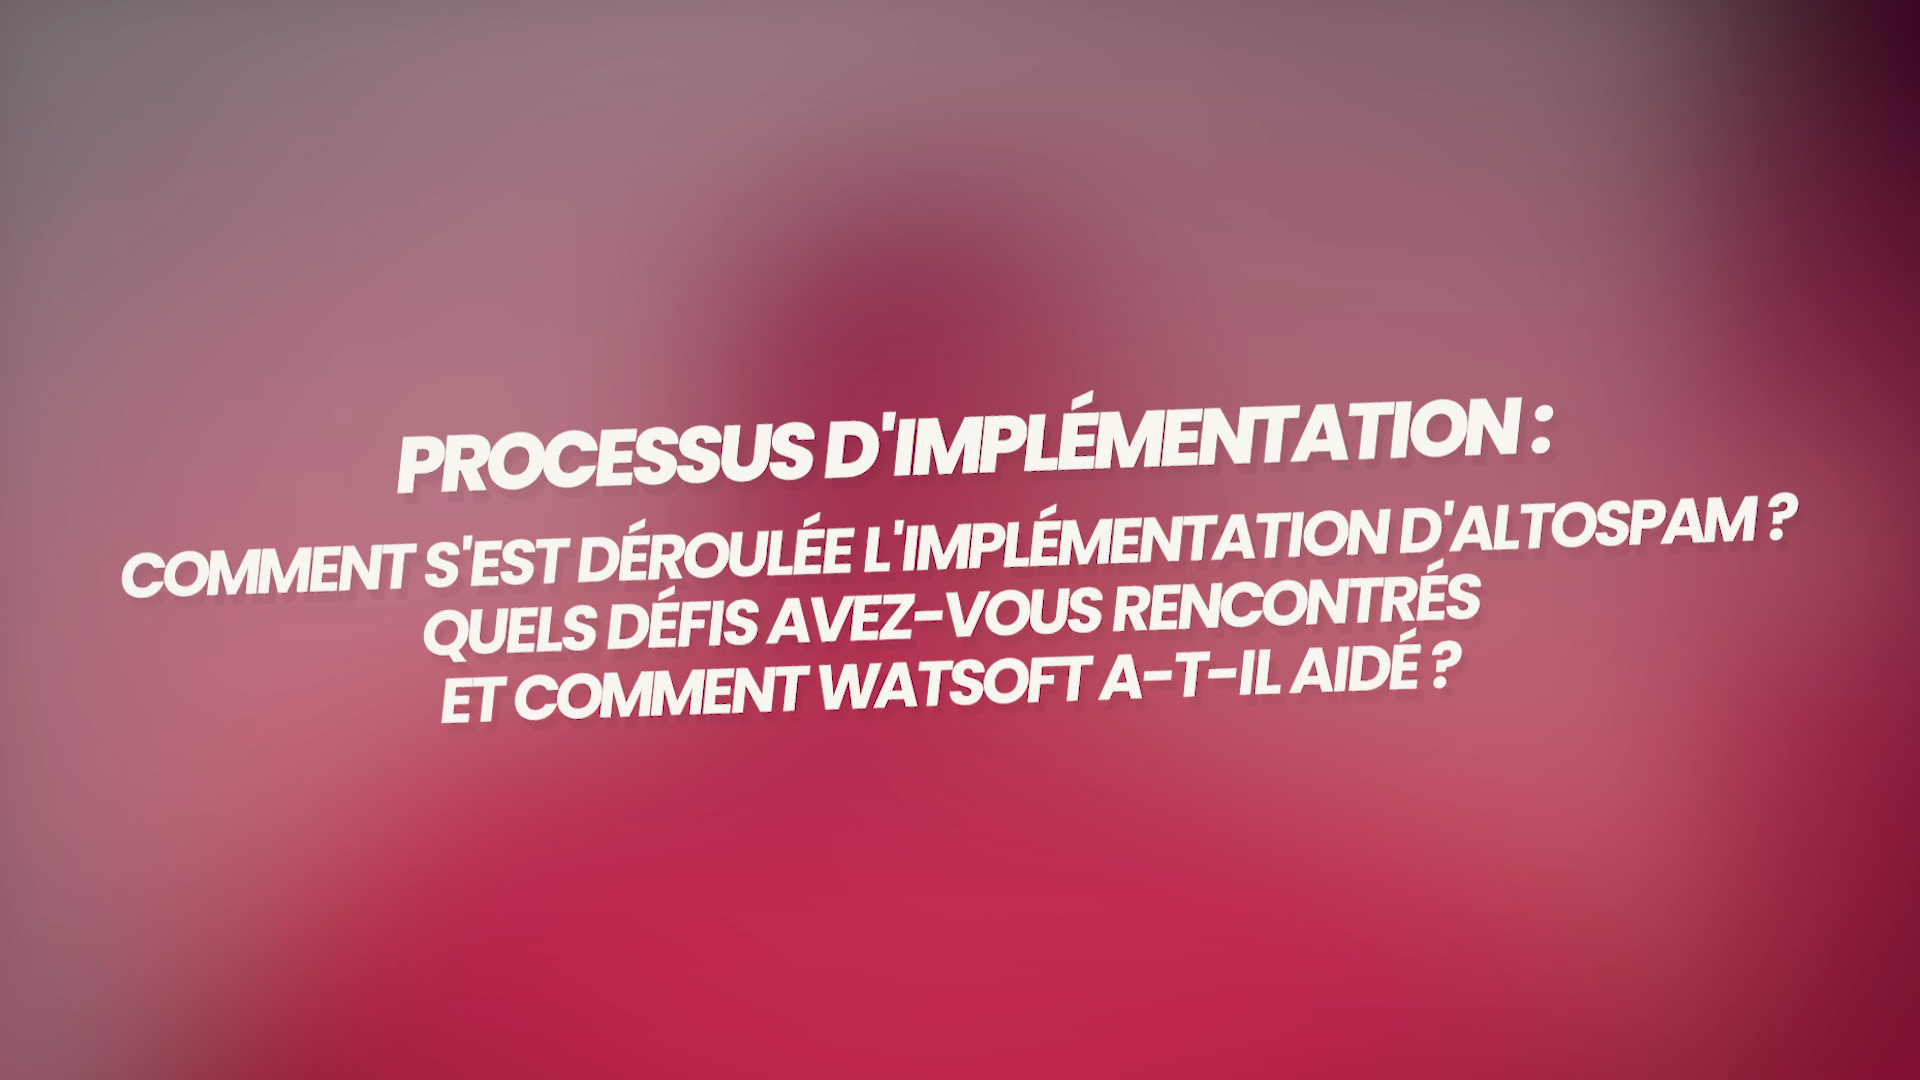 PROCESSUS D'IMPLÉMENTATION :
COMMENT S'EST DÉROULÉE L'IMPLÉMENTATION D'ALTOSPAM ?
QUELS DÉFIS AVEZ-VOUS RENCONTRÉS
ET COMMENT WATSOFT A-T-IL AIDÉ ?